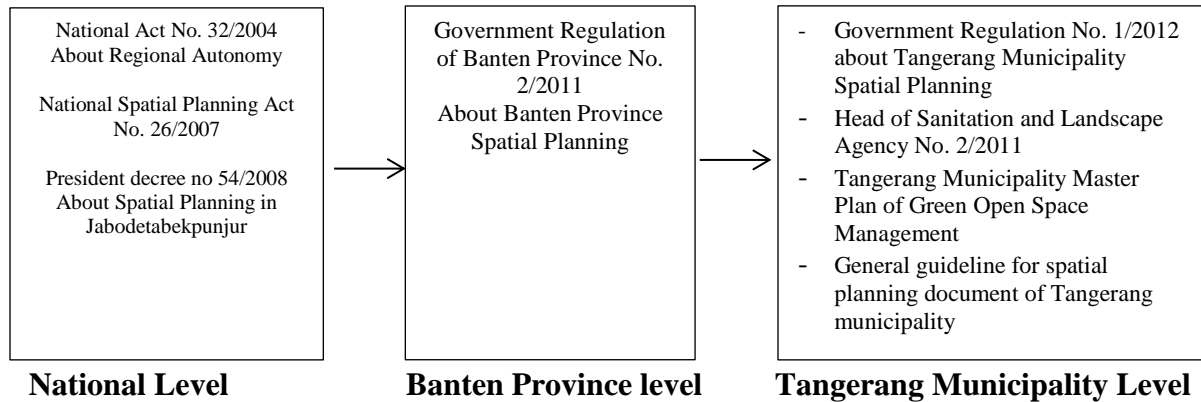 National Act No. 32/2004
About Regional Autonomy
National Spatial Planning Act
No. 26/2007
President decree no 54/2008
About Spatial Planning in
Jabodetabekpunjur
National Level
Government Regulation
of Banten Province No.
2/2011
About Banten Province
Spatial Planning
Banten Province level
- Government Regulation No. 1/2012
about Tangerang Municipality
Spatial Planning
- Head of Sanitation and Landscape
Agency No. 2/2011
- Tangerang Municipality Master
Plan of Green Open Space
Management
- General guideline for spatial
planning document of Tangerang
municipality
Tangerang Municipality Level